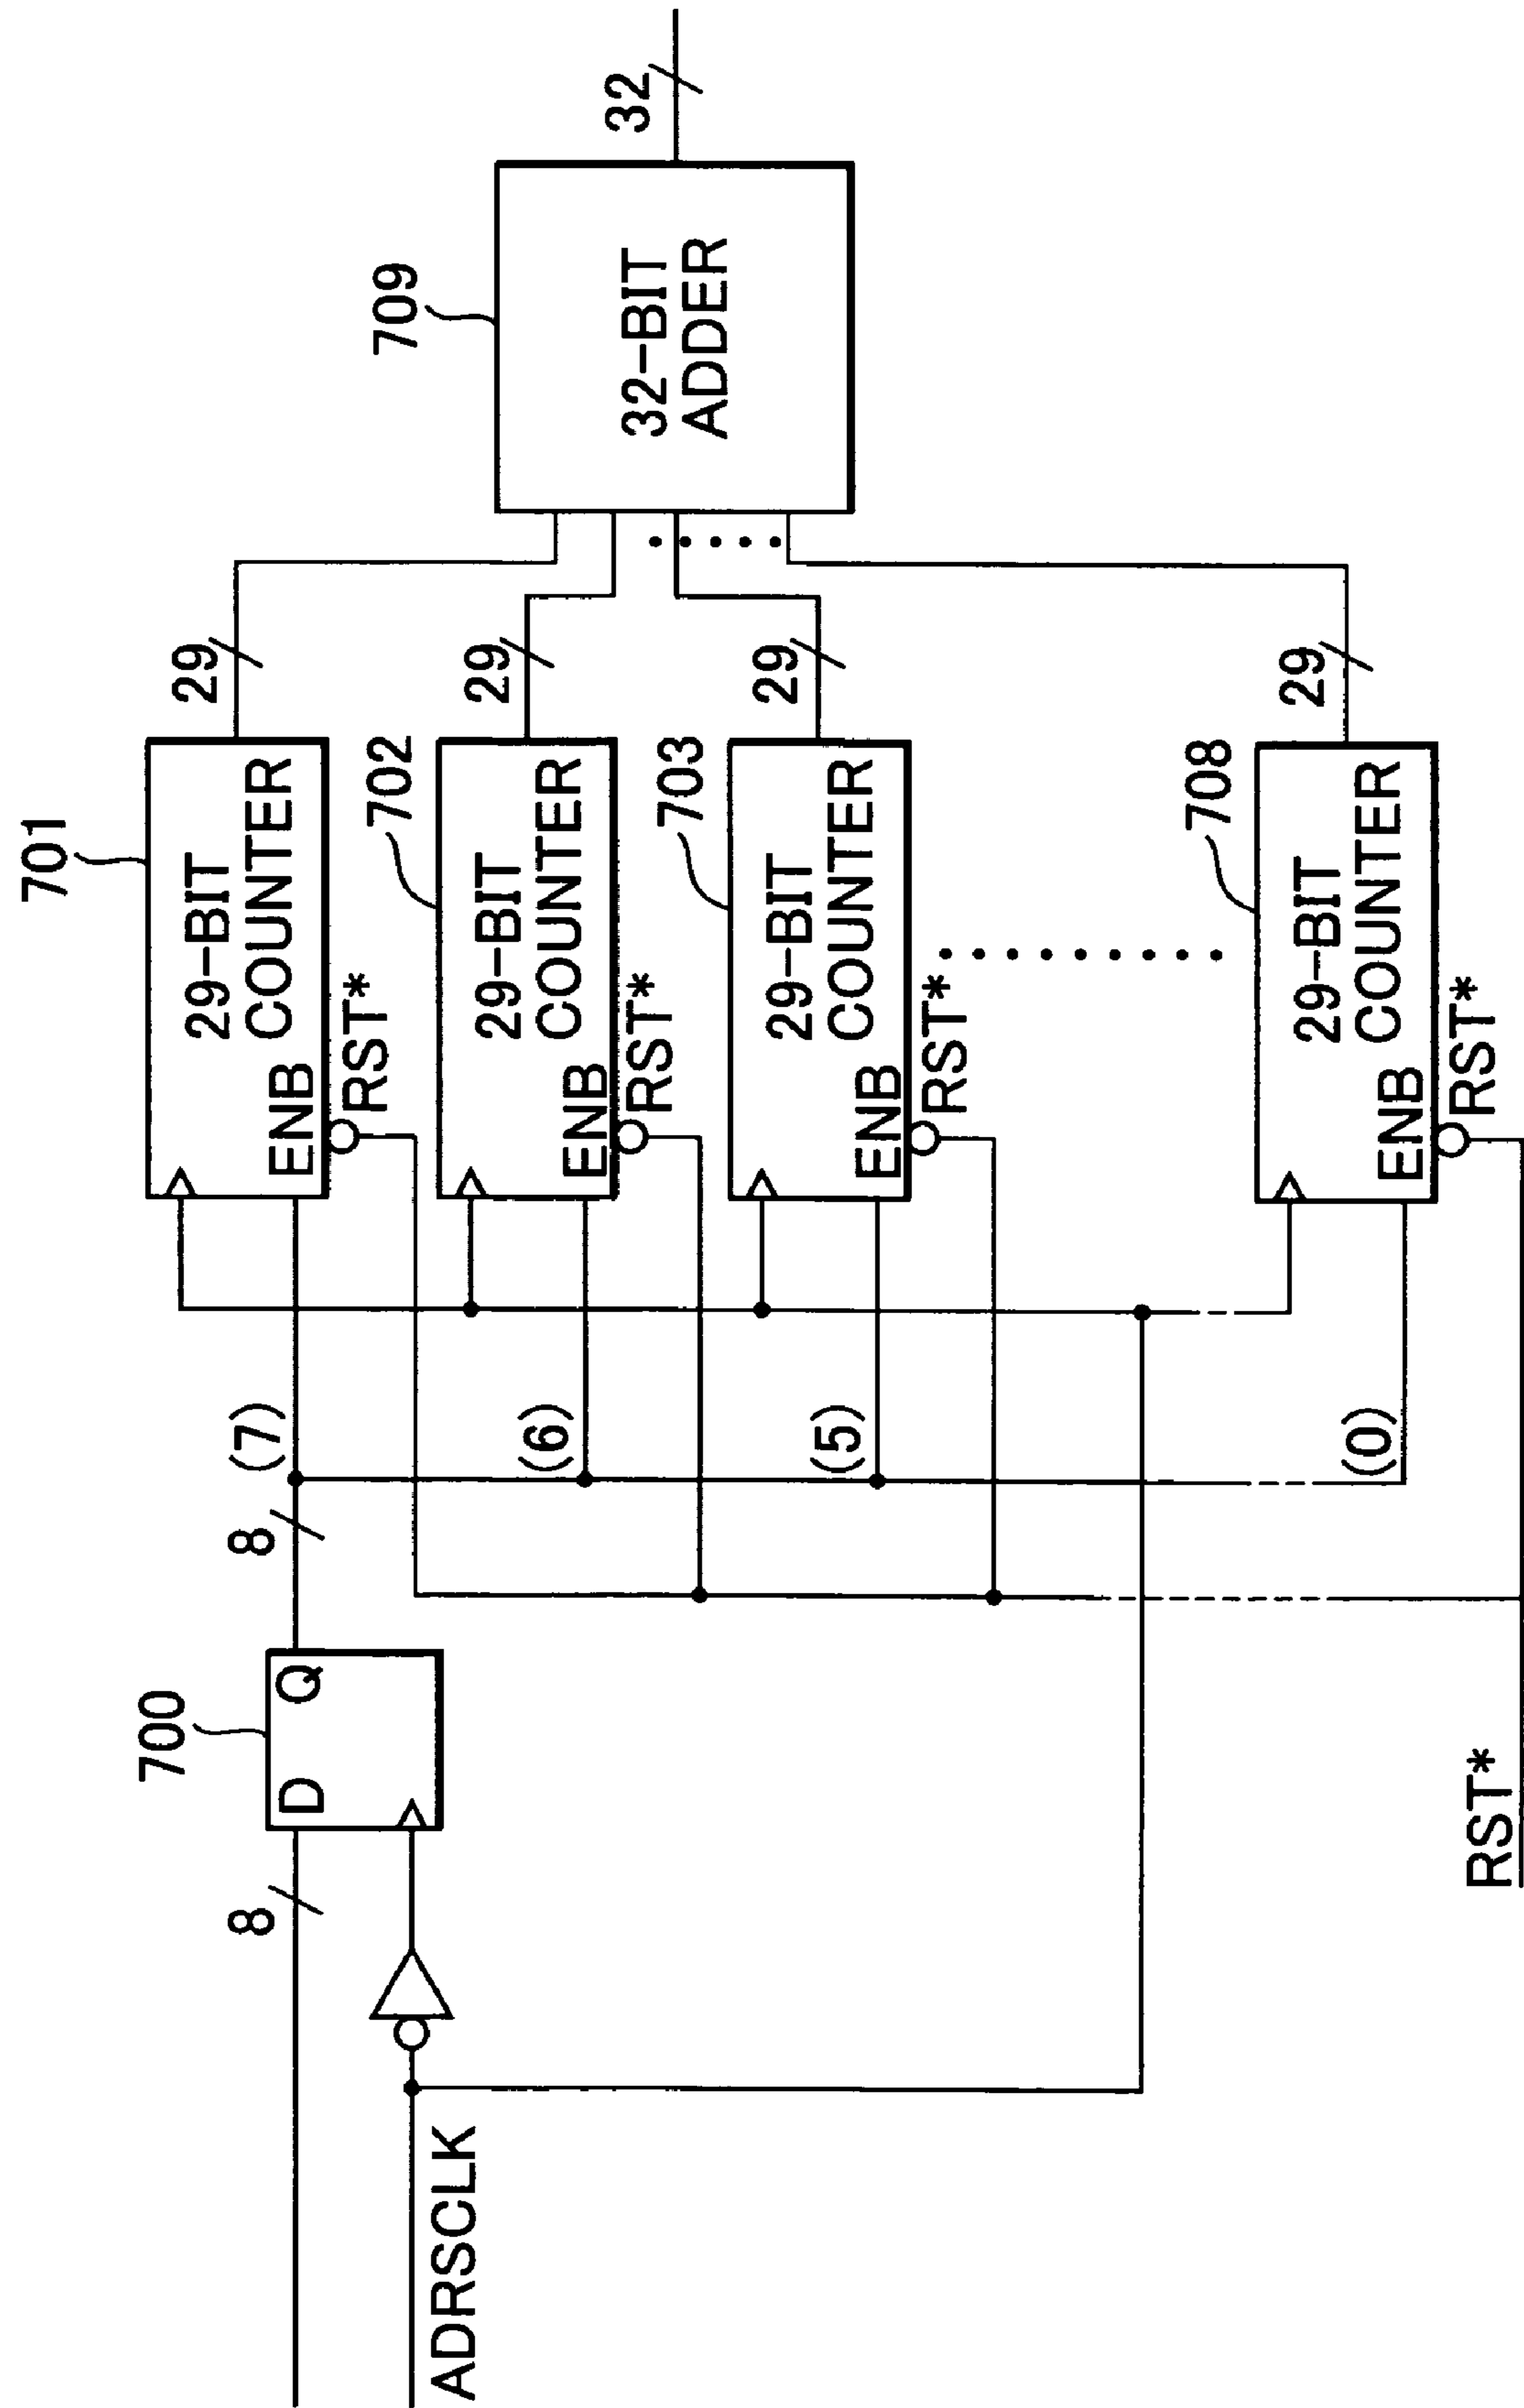 8
ADRSCLK
700
D Q
8
(7)
(6)
(5)
(0)
RST*
701
29-BIT
COUNTER
ENB
RST*
29
702
29-BIT
COUNTER
ENB
RST*
29
703
29-BIT
COUNTER
ENB
RST*
29
708
29-BIT
COUNTER
ENB
RST*
29
709
32-BIT
ADDER
32